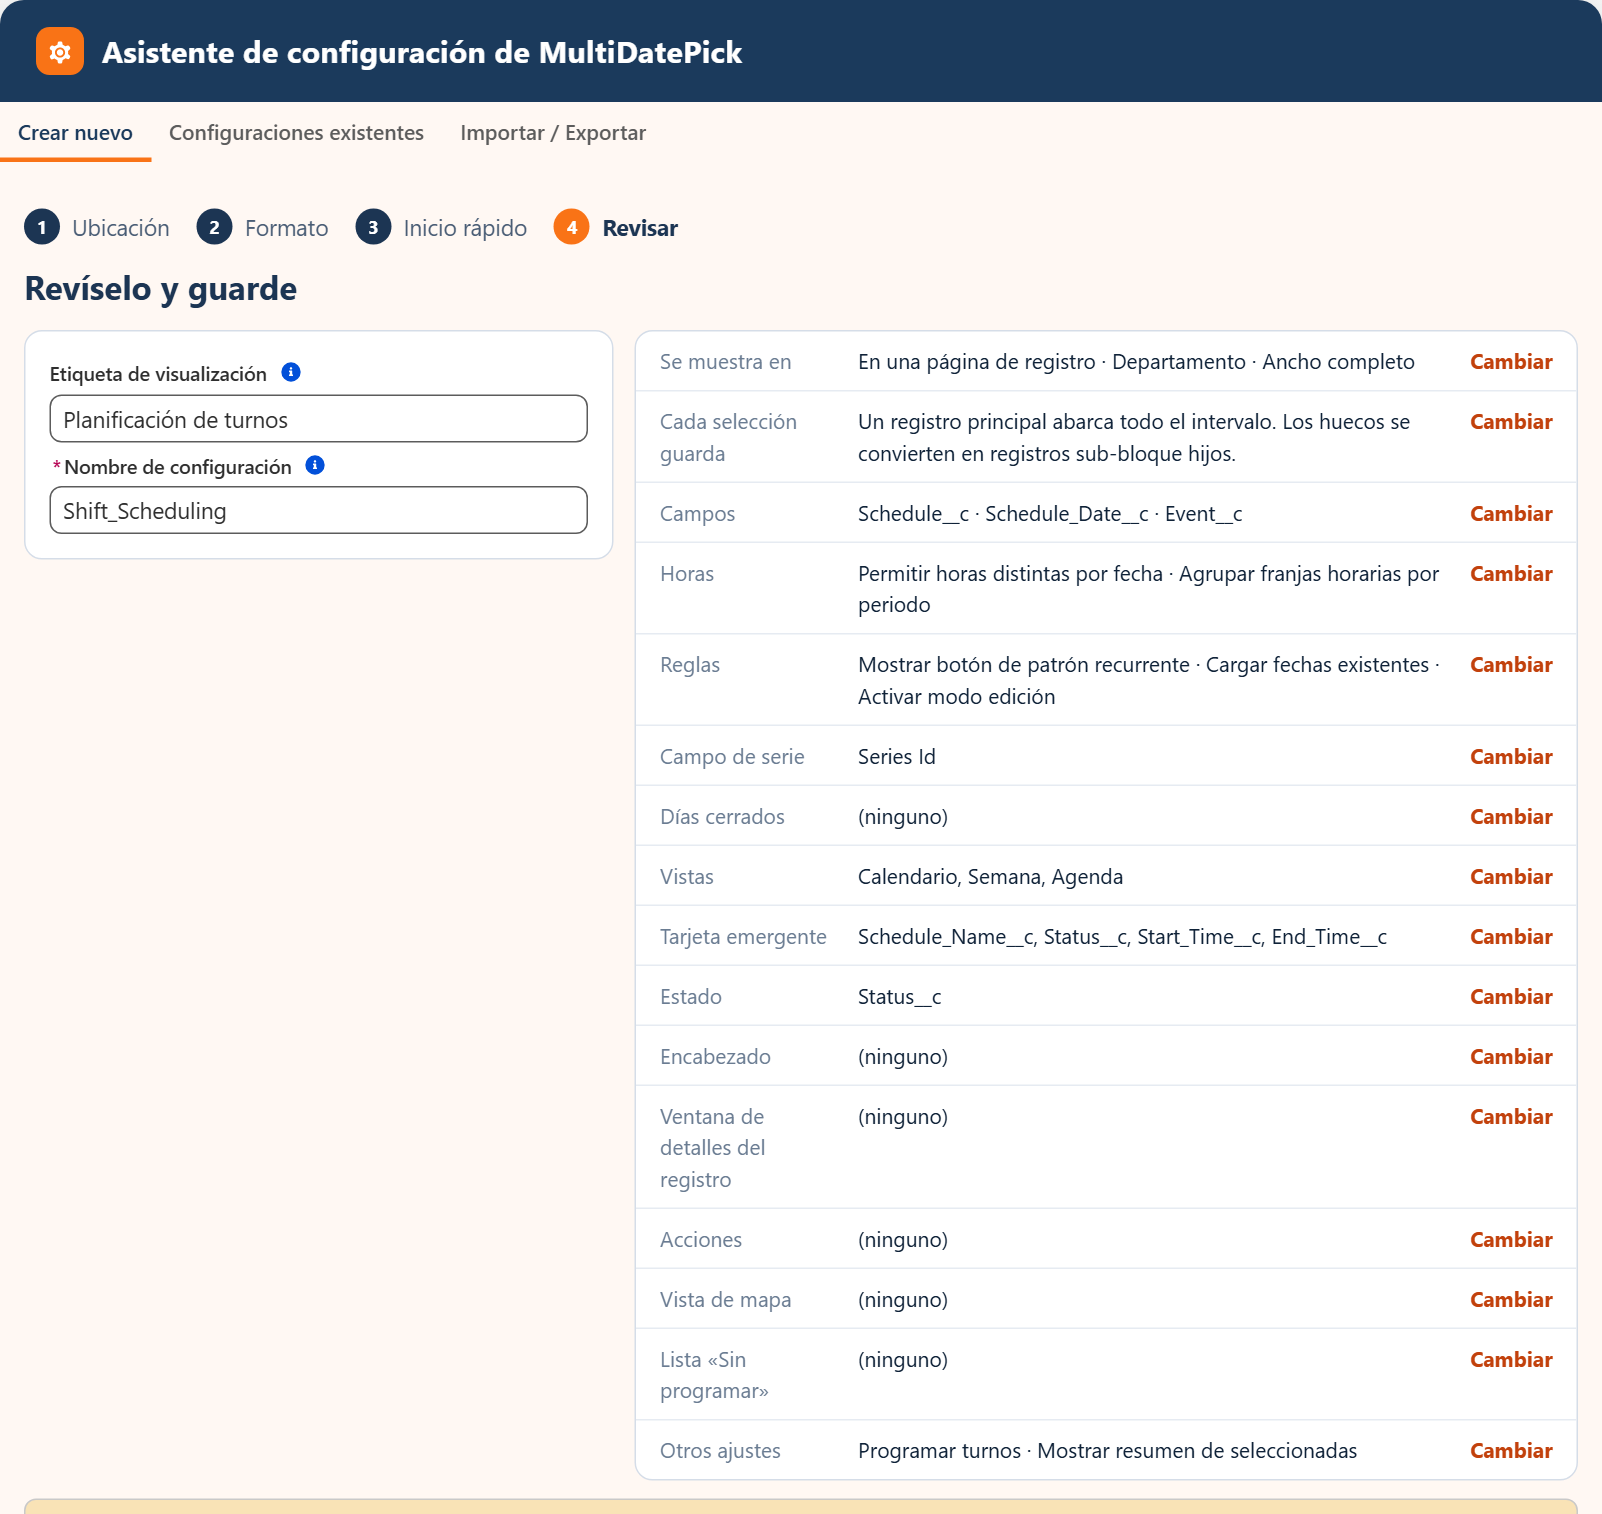 Asistente de configuración de MultiDatePick
Crear nuevo
Configuraciones existentes
Importar / Exportar
1 Ubicación
2 Formato
3 Inicio rápido
4 Revisar
Revíselo y guarde
Etiqueta de visualización
Planificación de turnos
*Nombre de configuración
Shift_Scheduling
Se muestra en
En una página de registro · Departamento · Ancho completo
Cambiar
Cada selección
guarda
Un registro principal abarca todo el intervalo. Los huecos se
convierten en registros sub-bloque hijos.
Cambiar
Campos
Schedule__c · Schedule_Date__c · Event__c
Cambiar
Horas
Permitir horas distintas por fecha · Agrupar franjas horarias por
periodo
Cambiar
Reglas
Mostrar botón de patrón recurrente · Cargar fechas existentes ·
Activar modo edición
Cambiar
Campo de serie
Series Id
Cambiar
Días cerrados
(ninguno)
Cambiar
Vistas
Calendario, Semana, Agenda
Cambiar
Tarjeta emergente
Schedule_Name__c, Status__c, Start_Time__c, End_Time__c
Cambiar
Estado
Status__c
Cambiar
Encabezado
(ninguno)
Cambiar
Ventana de
detalles del
registro
(ninguno)
Cambiar
Acciones
(ninguno)
Cambiar
Vista de mapa
(ninguno)
Cambiar
Lista «Sin
programar»
(ninguno)
Cambiar
Otros ajustes
Programar turnos · Mostrar resumen de seleccionadas
Cambiar